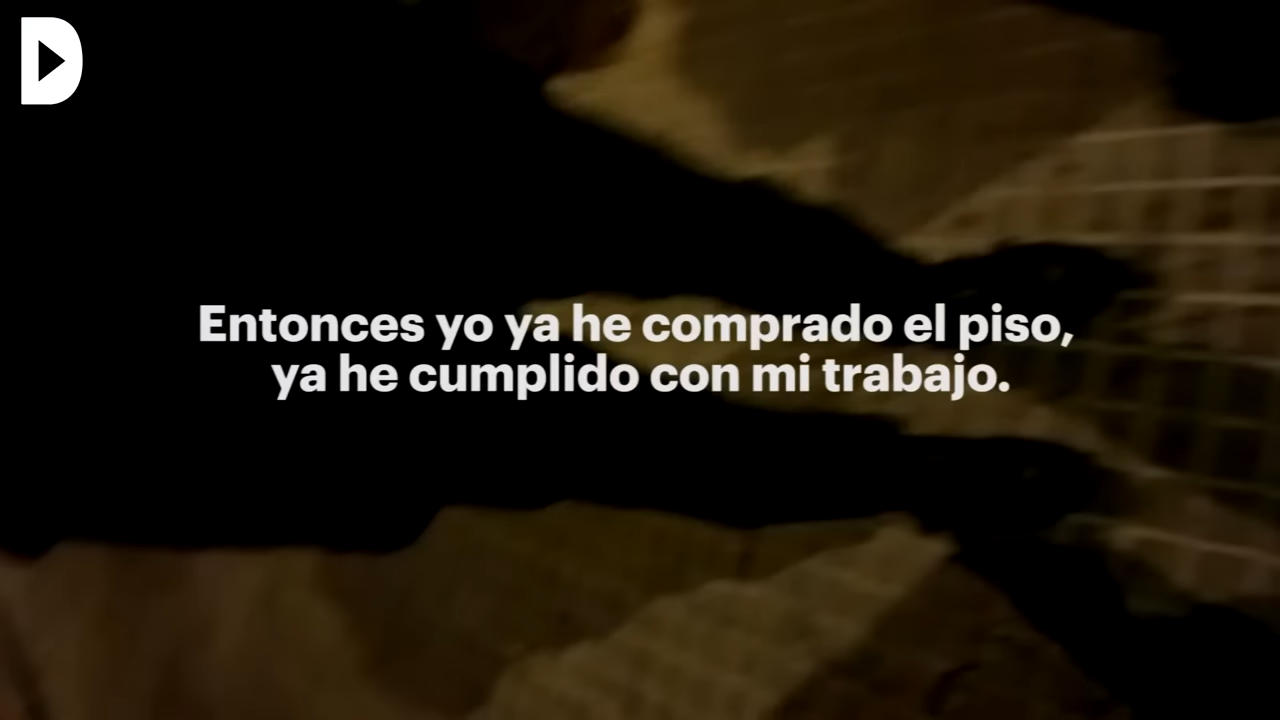 Entonces yo ya he comprado el piso,
ya he cumplido con mi trabajo.